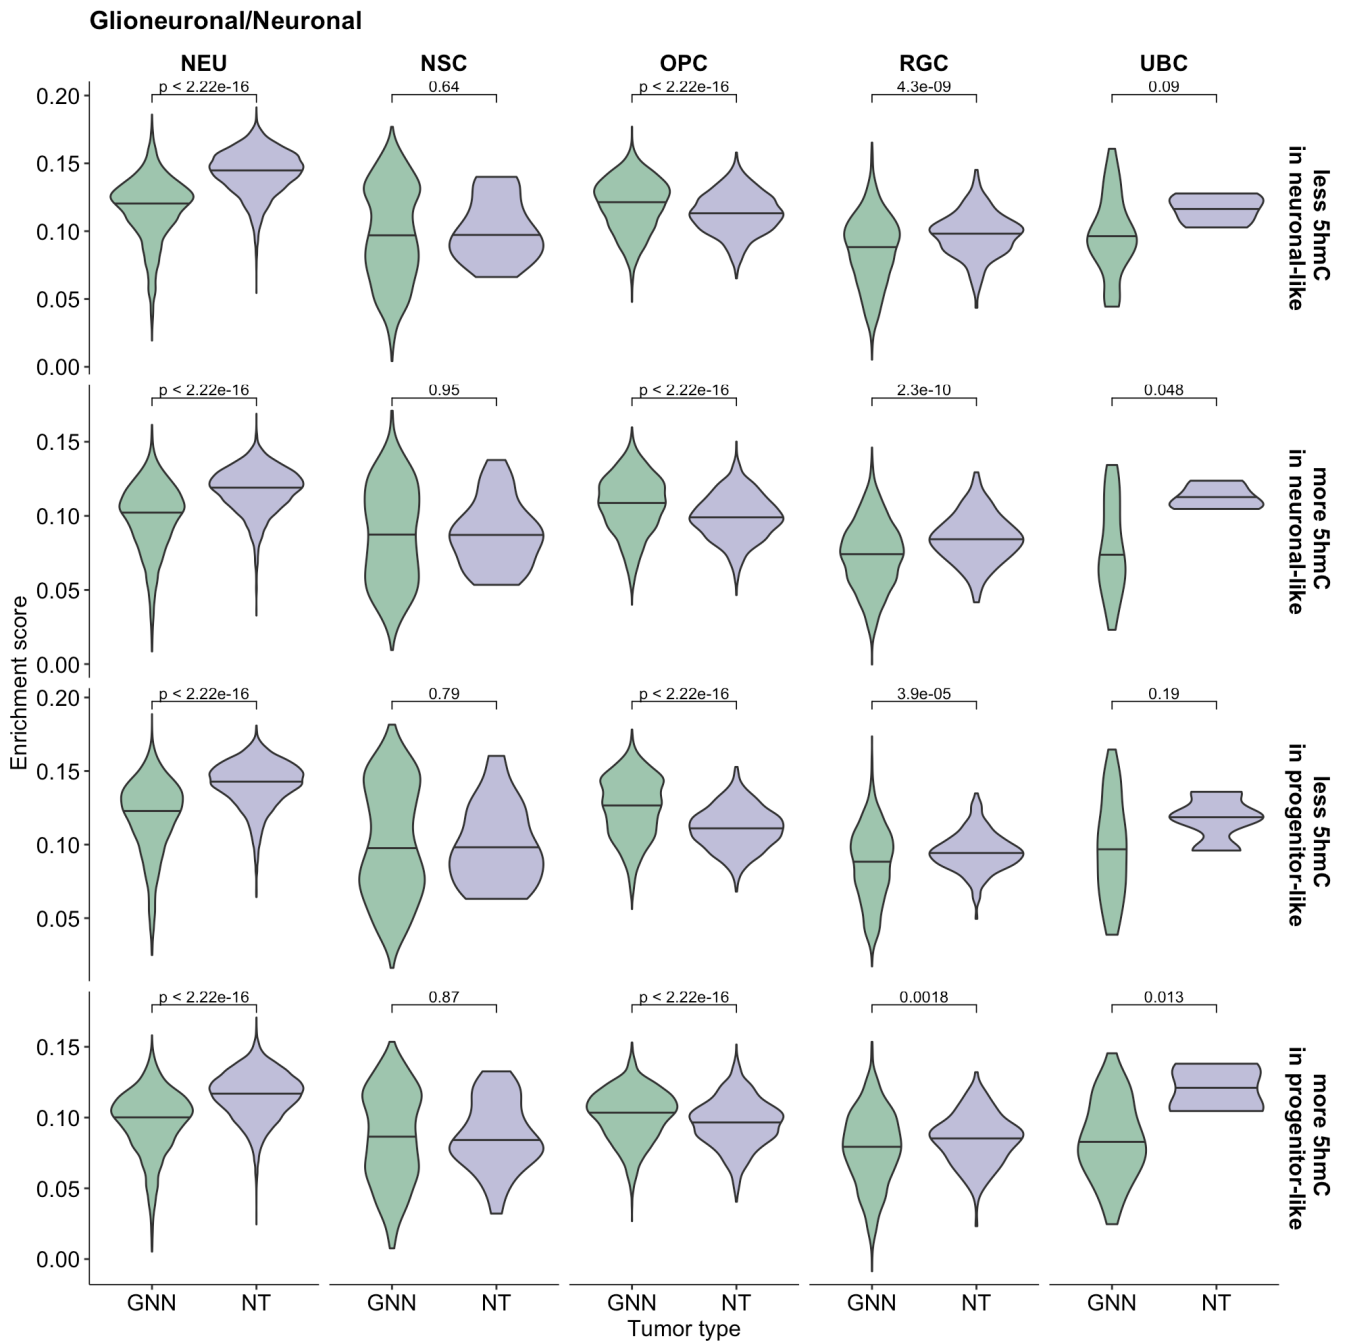 Glioneuronal/Neuronal
NEU NSC OPC RGC UBC
p < 2.22e-16 0.64 p < 2.22e-16 4.3e-09 0.09
0.20
0.15
0.10
0.05
0.00
less 5hmC
in neuronal-like
p < 2.22e-16 0.95 p < 2.22e-16 2.3e-10 0.048
0.15
0.10
0.05
0.00
more 5hmC
in neuronal-like
Enrichment score
p < 2.22e-16 0.79 p < 2.22e-16 3.9e-05 0.19
0.20
0.15
0.10
0.05
less 5hmC
in progenitor-like
p < 2.22e-16 0.87 p < 2.22e-16 0.0018 0.013
0.15
0.10
0.05
0.00
more 5hmC
in progenitor-like
GNN NT GNN NT GNN NT GNN NT GNN NT
Tumor type